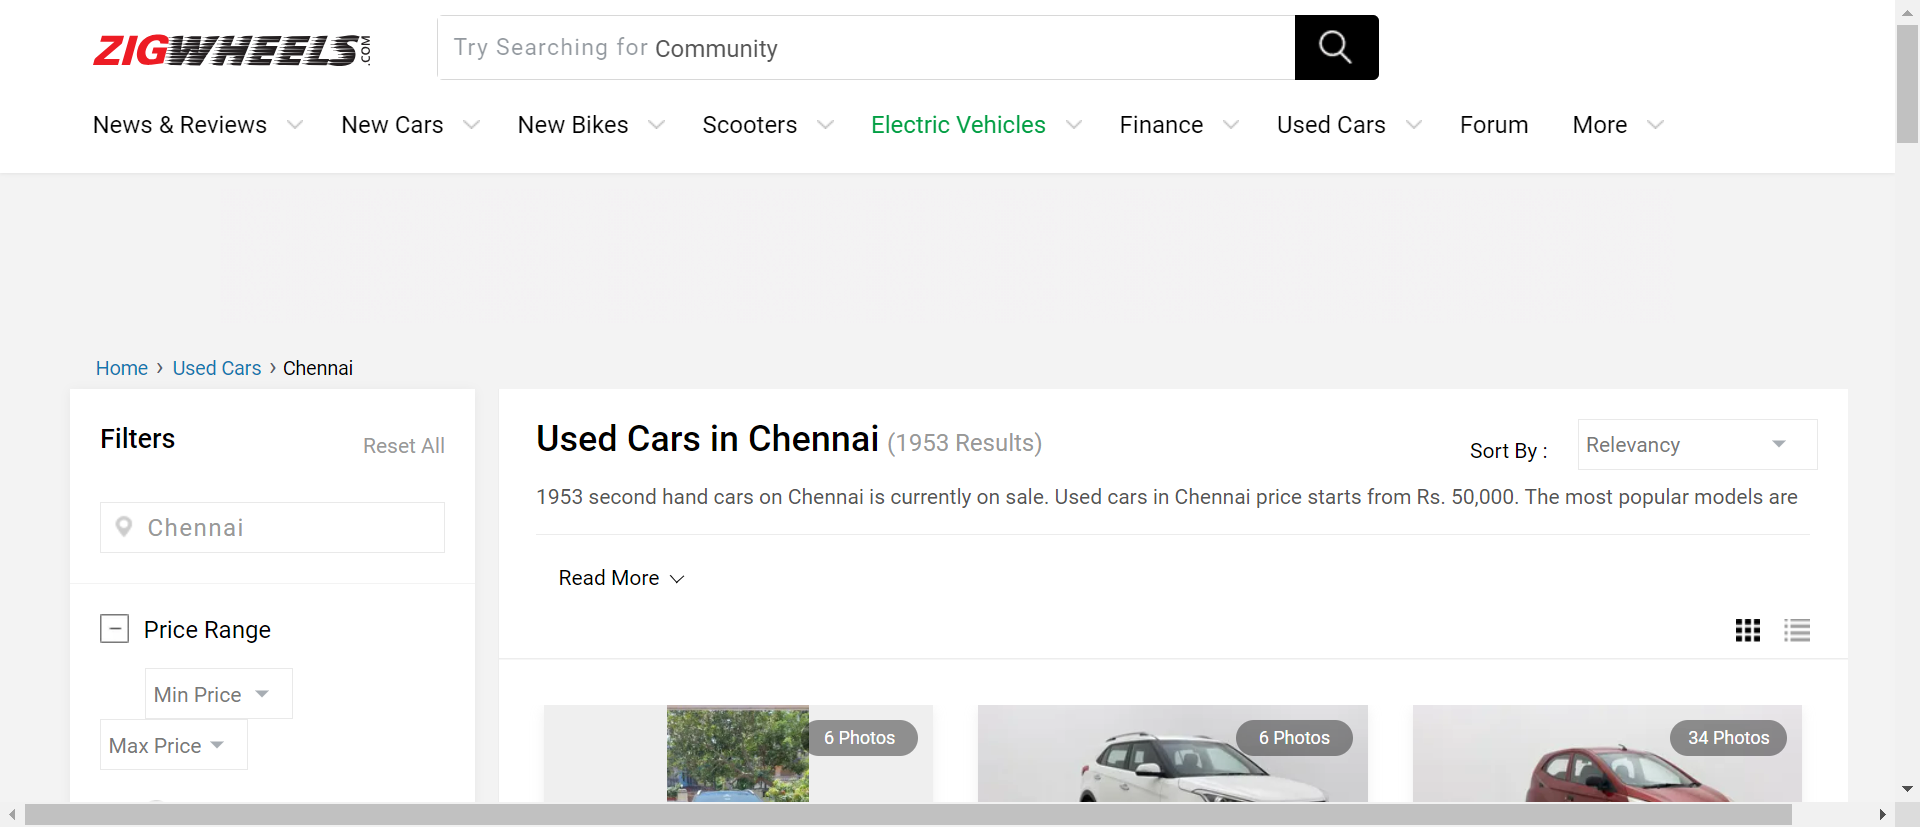 ZIGWHEELS.COM
Try Searching for Community
News & Reviews New Cars New Bikes Scooters Electric Vehicles Finance Used Cars Forum More
Home › Used Cars › Chennai
Filters
Reset All
Chennai
Price Range
Min Price
Max Price
Used Cars in Chennai (1953 Results)
Sort By : Relevancy
1953 second hand cars on Chennai is currently on sale. Used cars in Chennai price starts from Rs. 50,000. The most popular models are
Read More
6 Photos
6 Photos
34 Photos